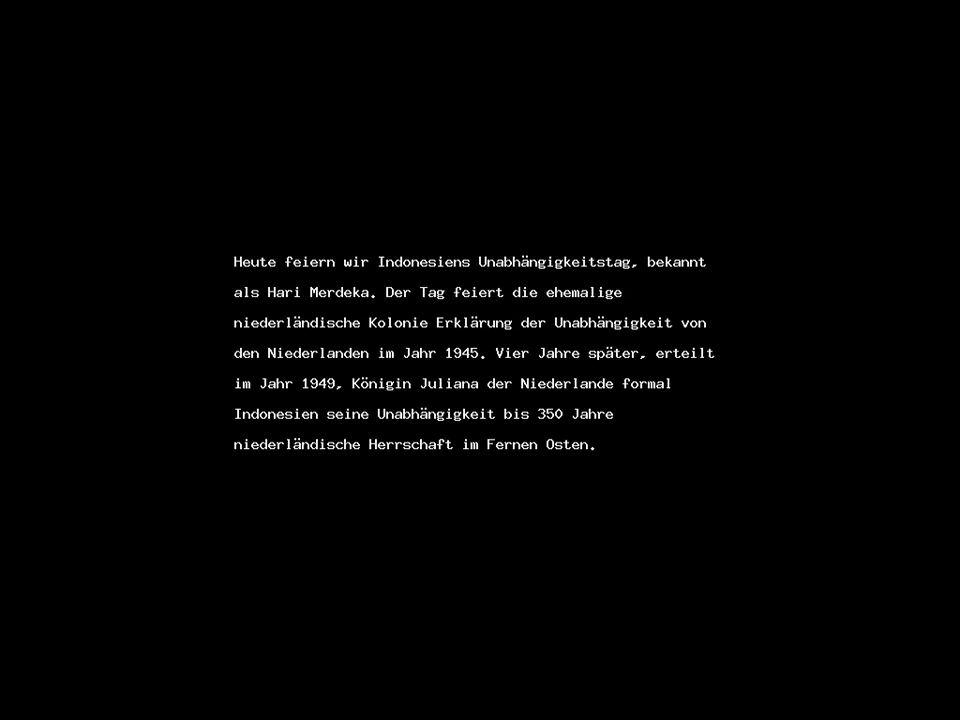 Heute feiern wir Indonesiens Unabhängigkeitstag, bekannt
als Hari Merdeka. Der Tag feiert die ehemalige
niederländische Kolonie Erklärung der Unabhängigkeit von
den Niederlanden im Jahr 1945. Vier Jahre später, erteilt
im Jahr 1949, Königin Juliana der Niederlande formal
Indonesien seine Unabhängigkeit bis 350 Jahre
niederländische Herrschaft im Fernen Osten.